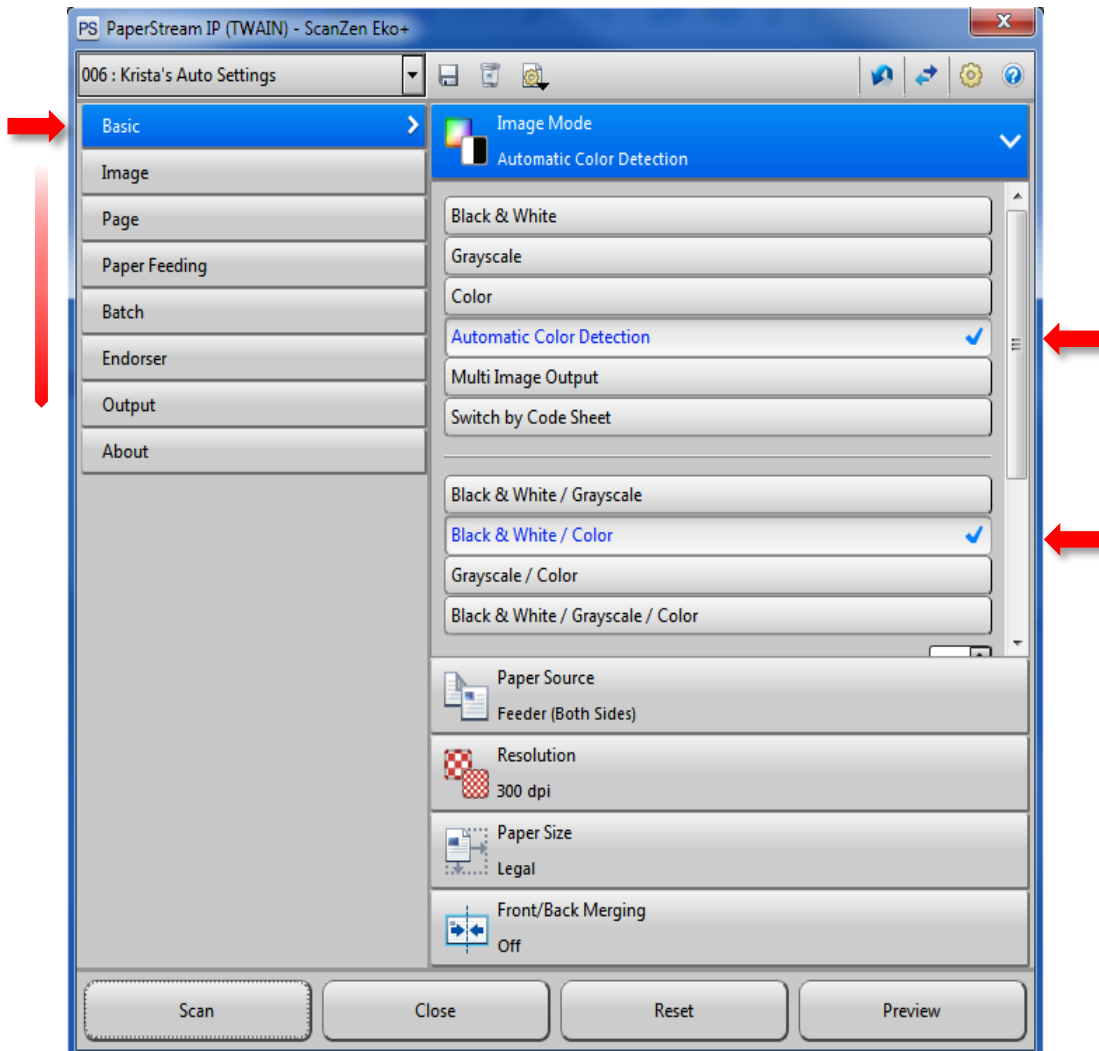 PS PaperStream IP (TWAIN) - ScanZen Eko+
006 : Krista's Auto Settings
Basic
Image
Page
Paper Feeding
Batch
Endorser
Output
About
Image Mode
Automatic Color Detection
Black & White
Grayscale
Color
Automatic Color Detection
Multi Image Output
Switch by Code Sheet
Black & White / Grayscale
Black & White / Color
Grayscale / Color
Black & White / Grayscale / Color
Paper Source
Feeder (Both Sides)
Resolution
300 dpi
Paper Size
Legal
Front/Back Merging
Off
Scan Close Reset Preview